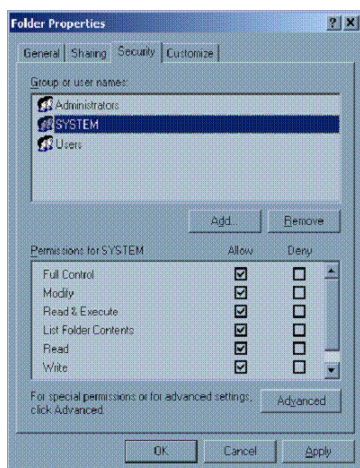 Folder Properties
General Sharing Security Customize
Group or user names:
Administrators
SYSTEM
Users
Add... Remove
Permissions for SYSTEM Allow Deny
Full Control
Modify
Read & Execute
List Folder Contents
Read
Write
For special permissions or for advanced settings,
click Advanced. Advanced
OK Cancel Apply